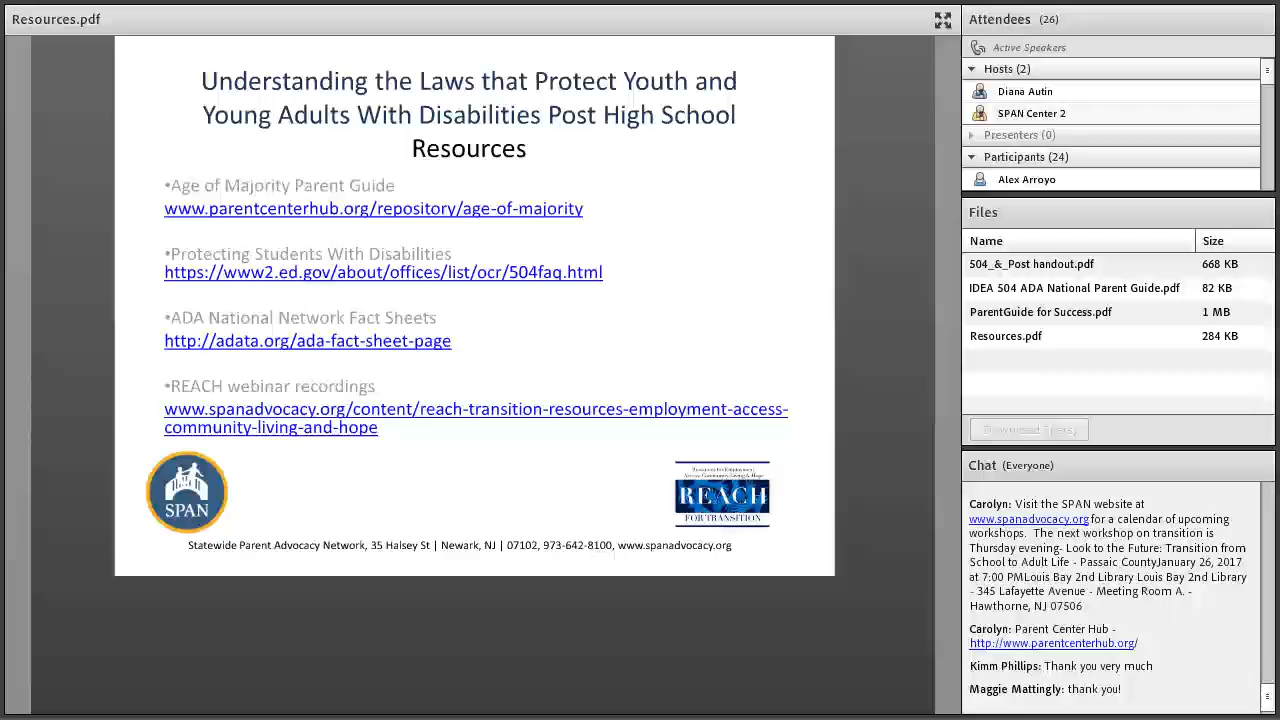 Resources.pdf
Understanding the Laws that Protect Youth and
Young Adults With Disabilities Post High School
Resources
•Age of Majority Parent Guide
www.parentcenterhub.org/repository/age-of-majority
•Protecting Students With Disabilities
https://www2.ed.gov/about/offices/list/ocr/504faq.html
•ADA National Network Fact Sheets
http://adata.org/ada-fact-sheet-page
•REACH webinar recordings
www.spanadvocacy.org/content/reach-transition-resources-employment-access-
community-living-and-hope
SPAN
Resources for Employment
Access Community Living & Hope
REACH
FOR TRANSITION
Statewide Parent Advocacy Network, 35 Halsey St | Newark, NJ | 07102, 973-642-8100, www.spanadvocacy.org
Attendees (26)
Active Speakers
Hosts (2)
Diana Autin
SPAN Center 2
Presenters (0)
Participants (24)
Alex Arroyo
Files
Name Size
504_&_Post handout.pdf 668 KB
IDEA 504 ADA National Parent Guide.pdf 82 KB
ParentGuide for Success.pdf 1 MB
Resources.pdf 284 KB
Download File(s)
Chat (Everyone)
Carolyn: Visit the SPAN website at
www.spanadvocacy.org for a calendar of upcoming
workshops. The next workshop on transition is
Thursday evening- Look to the Future: Transition from
School to Adult Life - Passaic CountyJanuary 26, 2017
at 7:00 PMLouis Bay 2nd Library Louis Bay 2nd Library
- 345 Lafayette Avenue - Meeting Room A. -
Hawthorne, NJ 07506
Carolyn: Parent Center Hub -
http://www.parentcenterhub.org/
Kimm Phillips: Thank you very much
Maggie Mattingly: thank you!